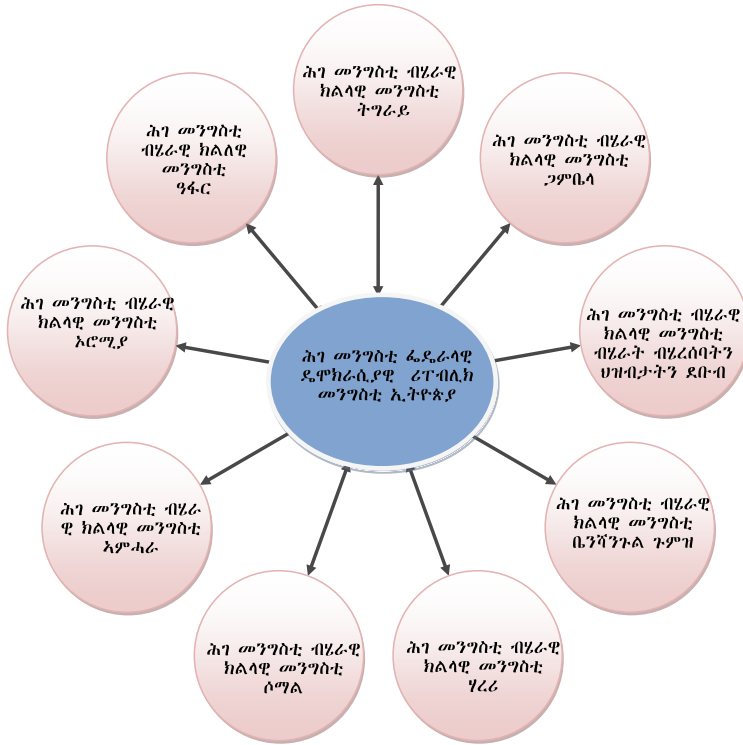 ሕገ መንግስቲ ብሄራዊ
ክልላዊ መንግስቲ
ትግራይ
ሕገ መንግስቲ
ብሄራዊ ክልለዊ
መንግስቲ
ዓፋር
ሕገ መንግስቲ ብሄራዊ
ክልላዊ መንግስቲ
ጋምቤላ
ሕገ መንግስቲ ብሄራዊ
ክልላዊ መንግስቲ
ኦሮሚያ
ሕገ መንግስቲ ፌዴራላዊ
ዴሞክራሲያዊ ሪፐብሊክ
መንግስቲ ኢትዮጵያ
ሕገ መንግስቲ ብሄራዊ
ክልላዊ መንግስቲ
ብሄራት ብሄረሰባትን
ህዝብታትን ደቡብ
ሕገ መንግስቲ ብሄራ
ዊ ክልላዊ መንግስቲ
ኣምሓራ
ሕገ መንግስቲ ብሄራዊ
ክልላዊ መንግስቲ
ቤንሻንጉል ጉምዝ
ሕገ መንግስቲ ብሄራዊ
ክልላዊ መንግስቲ
ሶማል
ሕገ መንግስቲ ብሄራዊ
ክልላዊ መንግስቲ
ሃረሪ